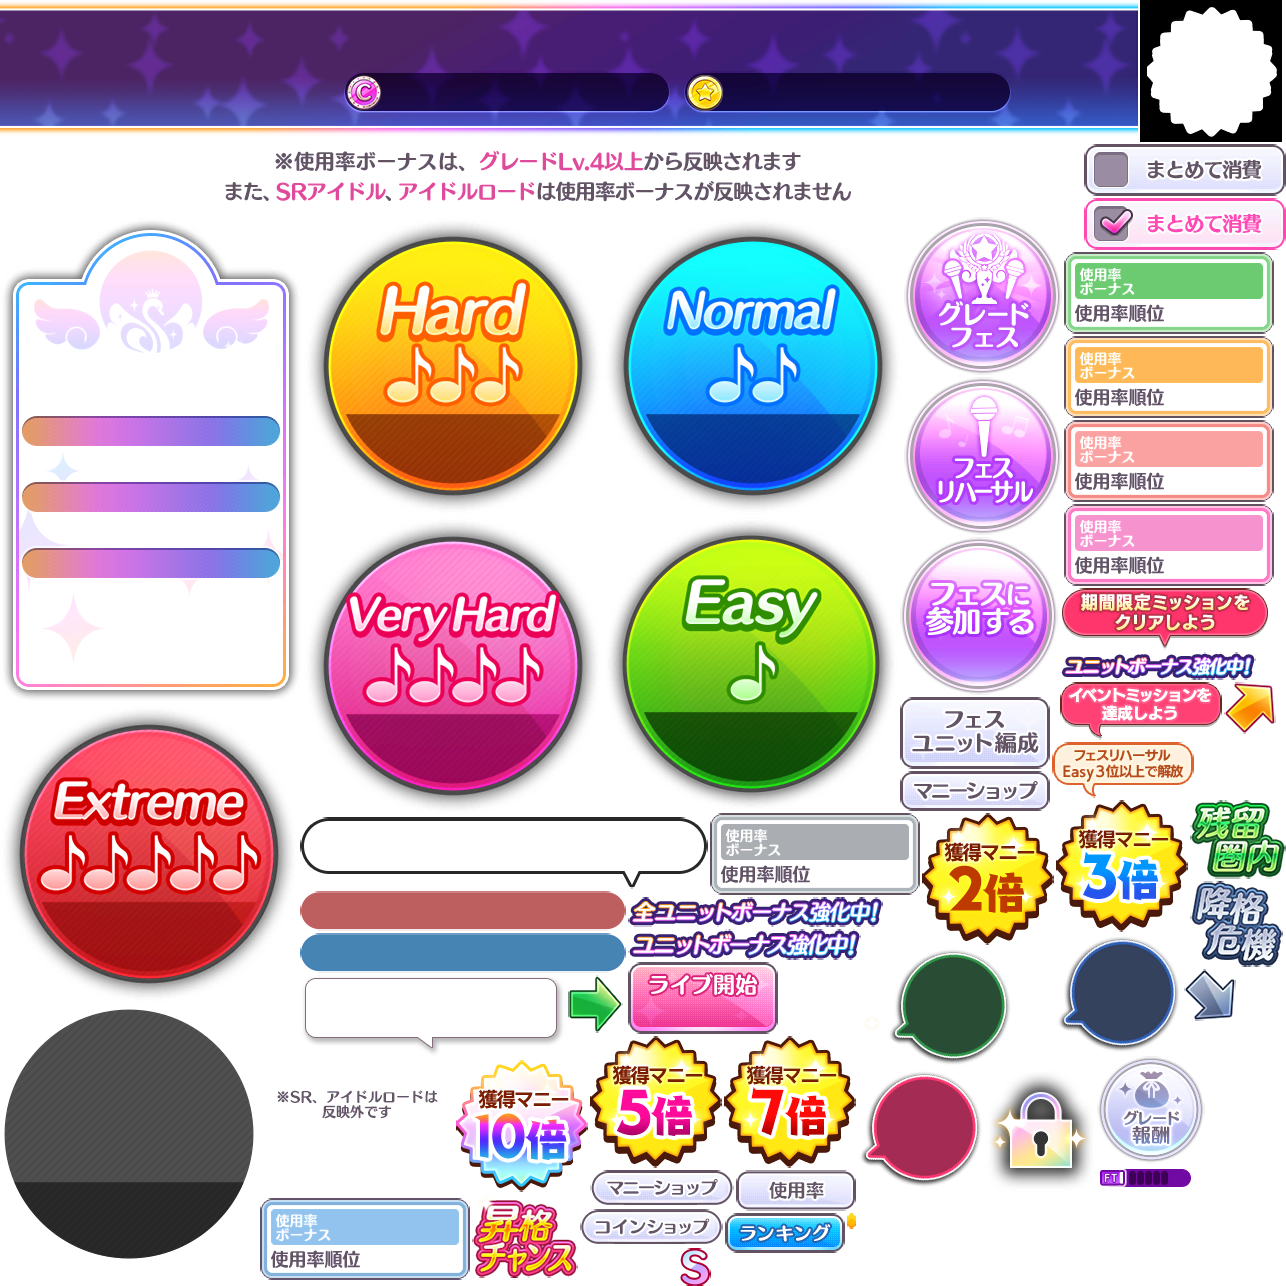 C
※使用率ボーナスは、グレードLv.4以上から反映されます
また、SRアイドル、アイドルロードは使用率ボーナスが反映されません
まとめて消費
まとめて消費
Hard
Normal
グレード
フェス
使用率
ボーナス
使用率順位
使用率
ボーナス
使用率順位
フェス
リハーサル
使用率
ボーナス
使用率順位
使用率
ボーナス
使用率順位
Very Hard
Easy
フェスに
参加する
期間限定ミッションを
クリアしよう
ユニットボーナス強化中!
イベントミッションを
達成しよう
フェス
ユニット編成
フェスリハーサル
Easy3位以上で解放
マニーショップ
Extreme
使用率
ボーナス
使用率順位
獲得マニー
2倍
獲得マニー
3倍
残留
圏内
降格
危機
全ユニットボーナス強化中!
ユニットボーナス強化中!
ライブ開始
※SR、アイドルロードは
反映外です
獲得マニー
10倍
獲得マニー
5倍
獲得マニー
7倍
グレード
報酬
FT
マニーショップ
使用率
コインショップ
ランキング
使用率
ボーナス
使用率順位
昇格
チャンス
S